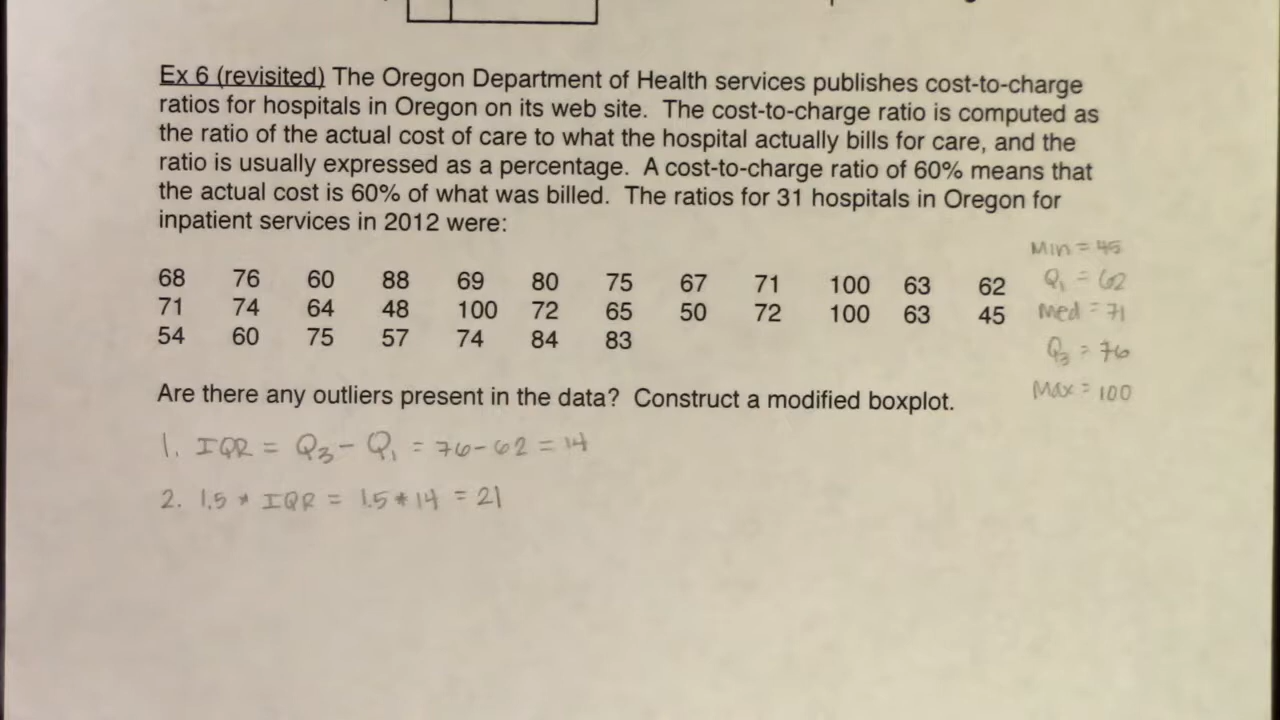 Ex 6 (revisited) The Oregon Department of Health services publishes cost-to-charge
ratios for hospitals in Oregon on its web site. The cost-to-charge ratio is computed as
the ratio of the actual cost of care to what the hospital actually bills for care, and the
ratio is usually expressed as a percentage. A cost-to-charge ratio of 60% means that
the actual cost is 60% of what was billed. The ratios for 31 hospitals in Oregon for
inpatient services in 2012 were:
68 76 60 88 69 80 75 67 71 100 63 62
71 74 64 48 100 72 65 50 72 100 63 45
54 60 75 57 74 84 83
Min = 45
Q₁ = 62
Med = 71
Q₃ = 76
Max = 100
Are there any outliers present in the data? Construct a modified boxplot.
1. IQR = Q₃ - Q₁ = 76 - 62 = 14
2. 1.5 * IQR = 1.5 * 14 = 21